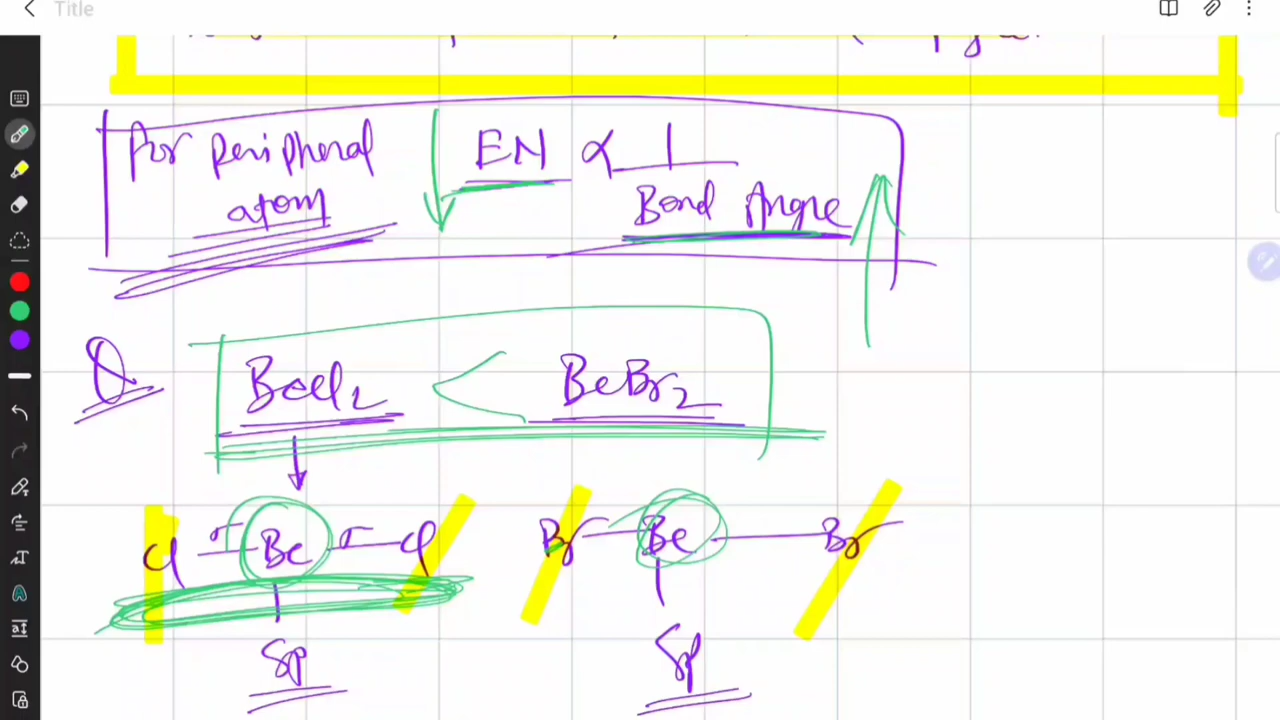 Title
For Peripheral EN ∝ 1
atom Bond Angle
Q BeCl2 < BeBr2
Cl σ Be σ Cl Br Be Br
Sp Sp